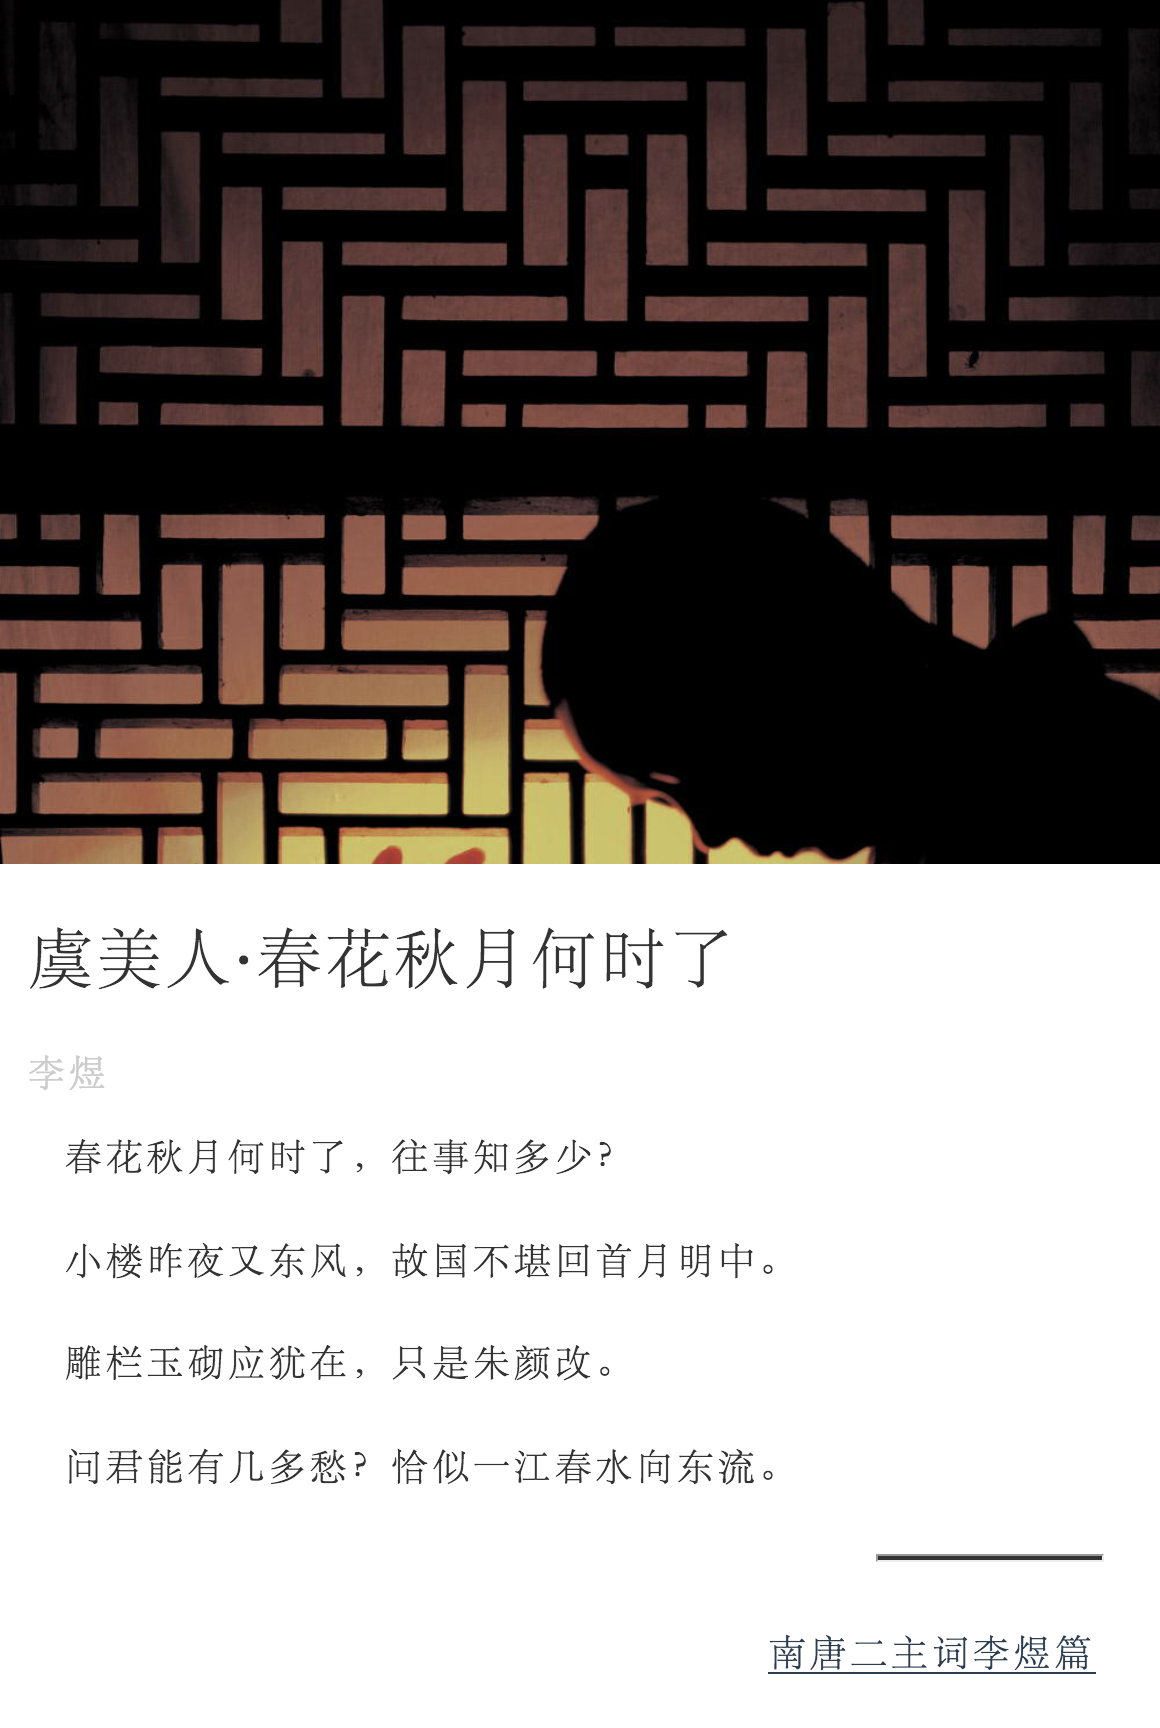 虞美人·春花秋月何时了
李煜
春花秋月何时了，往事知多少？
小楼昨夜又东风，故国不堪回首月明中。
雕栏玉砌应犹在，只是朱颜改。
问君能有几多愁？恰似一江春水向东流。
南唐二主词李煜篇